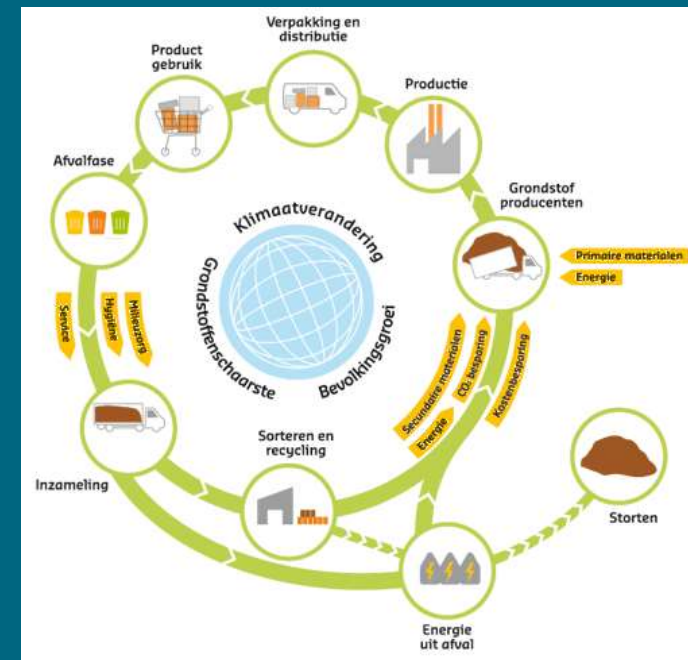 Verpakking en
distributie
Product
gebruik
Productie
Afvalfase
Grondstof
producenten
Klimaatverandering
Grondstoffenschaarste
Bevolkingsgroei
Primaire materialen
Energie
Service
Hygiëne
Milieuzorg
Secundaire materialen
Energie
CO₂ besparing
Kostenbesparing
Inzameling
Sorteren en
recycling
Storten
Energie
uit afval